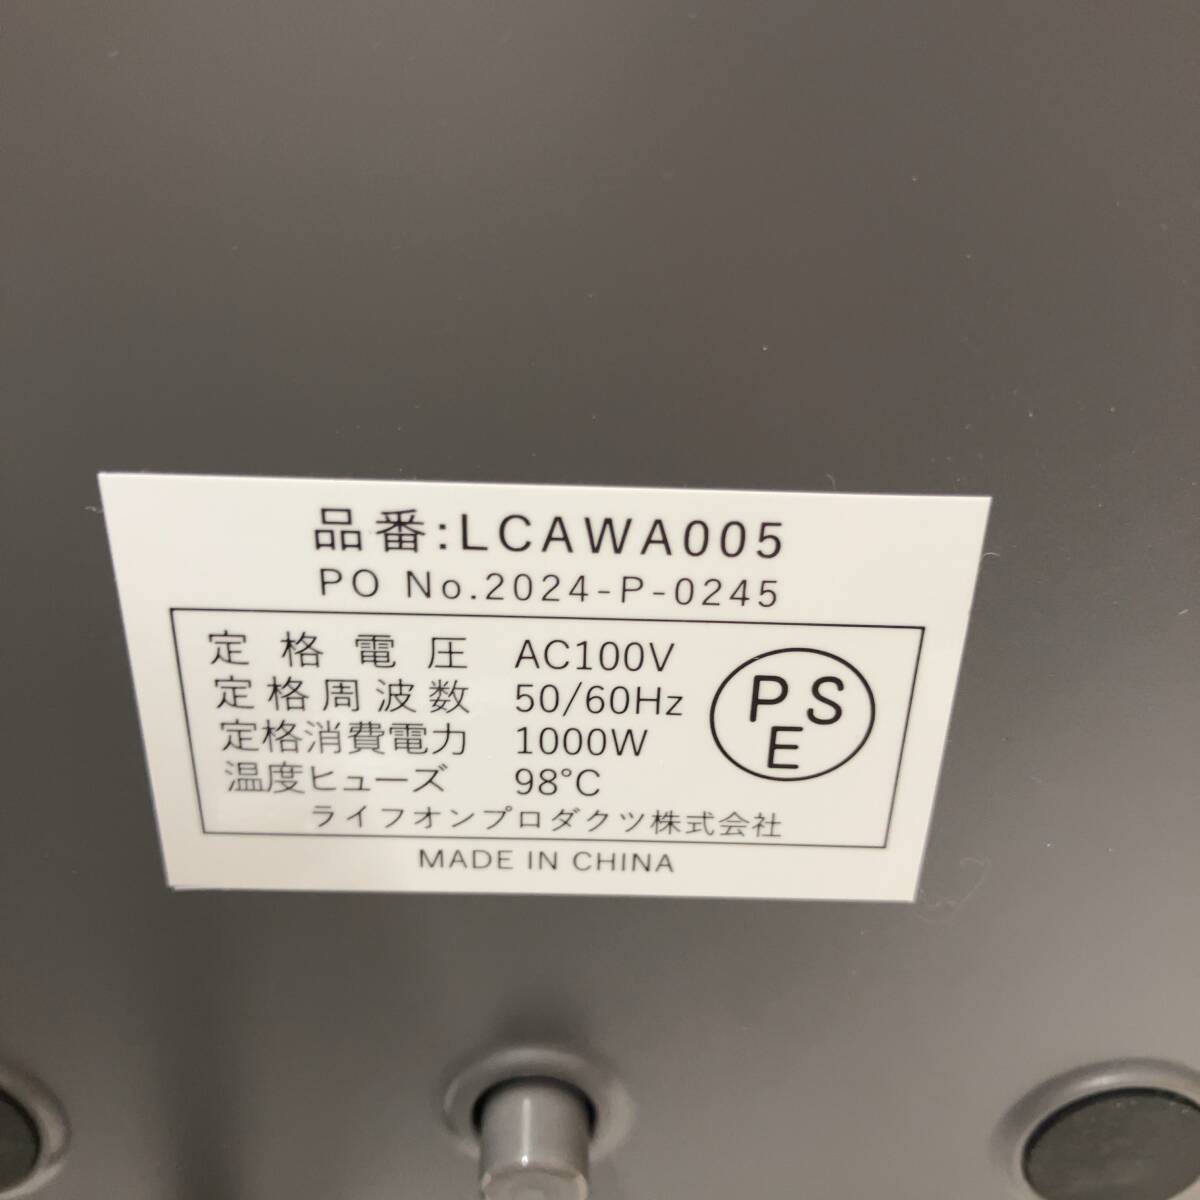 品番:LCAWA005
PO No.2024-P-0245
定格電圧 AC100V
定格周波数 50/60Hz
定格消費電力 1000W
温度ヒューズ 98℃
PSE
ライフオンプロダクツ株式会社
MADE IN CHINA